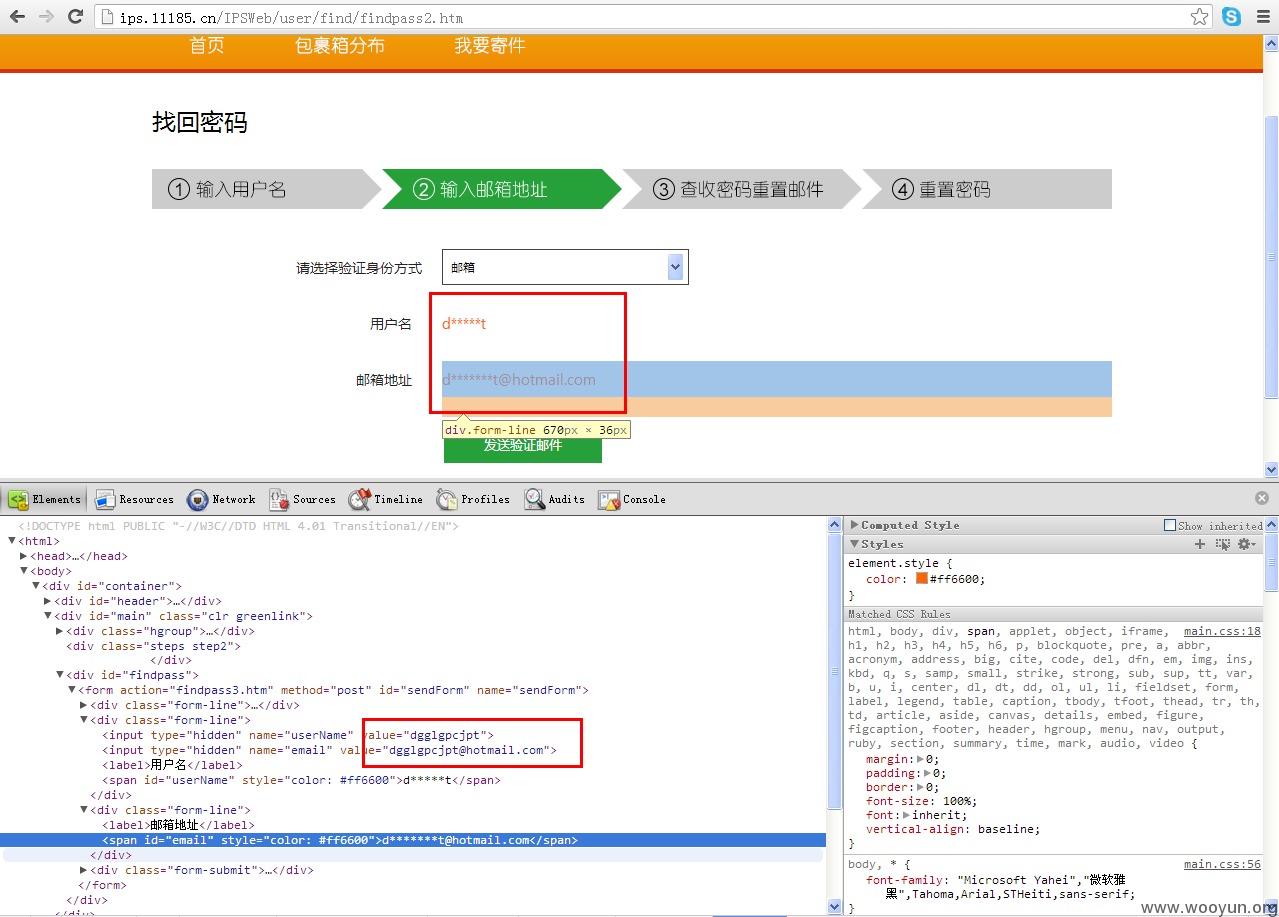 ips.11185.cn/IPSWeb/user/find/findpass2.htm
首页 包裹箱分布 我要寄件
找回密码
① 输入用户名 ② 输入邮箱地址 ③ 查收密码重置邮件 ④ 重置密码
请选择验证身份方式 邮箱
用户名 d*****t
邮箱地址 d*******t@hotmail.com
div.form-line 670px × 36px
发送验证邮件
Elements Resources Network Sources Timeline Profiles Audits Console
<!DOCTYPE html PUBLIC "-//W3C//DTD HTML 4.01 Transitional//EN">
▼<html>
▶<head>…</head>
▼<body>
▼<div id="container">
▶<div id="header">…</div>
▼<div id="main" class="clr greenlink">
▶<div class="hgroup">…</div>
<div class="steps step2">
</div>
▼<div id="findpass">
▼<form action="findpass3.htm" method="post" id="sendForm" name="sendForm">
▶<div class="form-line">…</div>
▼<div class="form-line">
<input type="hidden" name="userName" value="dgglgpcjpt">
<input type="hidden" name="email" value="dgglgpcjpt@hotmail.com">
<label>用户名</label>
<span id="userName" style="color: #ff6600">d*****t</span>
</div>
▼<div class="form-line">
<label>邮箱地址</label>
<span id="email" style="color: #ff6600">d*******t@hotmail.com</span>
</div>
▶<div class="form-submit">…</div>
</form>
</div>
</div>
▶Computed Style Show inherited
▼Styles
element.style {
color: #ff6600;
}
Matched CSS Rules
html, body, div, span, applet, object, iframe, main.css:18
h1, h2, h3, h4, h5, h6, p, blockquote, pre, a, abbr,
acronym, address, big, cite, code, del, dfn, em, img, ins,
kbd, q, s, samp, small, strike, strong, sub, sup, tt, var,
b, u, i, center, dl, dt, dd, ol, ul, li, fieldset, form,
label, legend, table, caption, tbody, tfoot, thead, tr, th,
td, article, aside, canvas, details, embed, figure,
figcaption, footer, header, hgroup, menu, nav, output,
ruby, section, summary, time, mark, audio, video {
margin:▶0;
padding:▶0;
border:▶0;
font-size: 100%;
font:▶inherit;
vertical-align: baseline;
}
body, * { main.css:56
font-family: "Microsoft Yahei","微软雅
黑",Tahoma,Arial,STHeiti,sans-serif;
}
www.wooyun.org